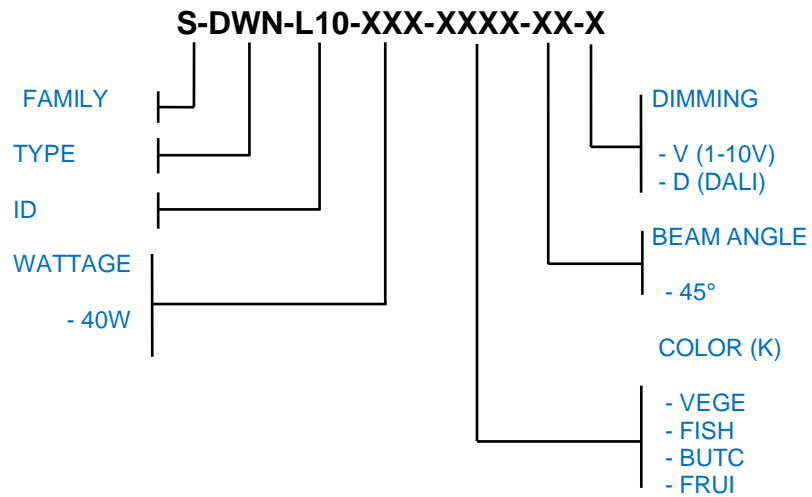 S-DWN-L10-XXX-XXXX-XX-X
FAMILY
TYPE
ID
WATTAGE
- 40W
DIMMING
- V (1-10V)
- D (DALI)
BEAM ANGLE
- 45°
COLOR (K)
- VEGE
- FISH
- BUTC
- FRUI